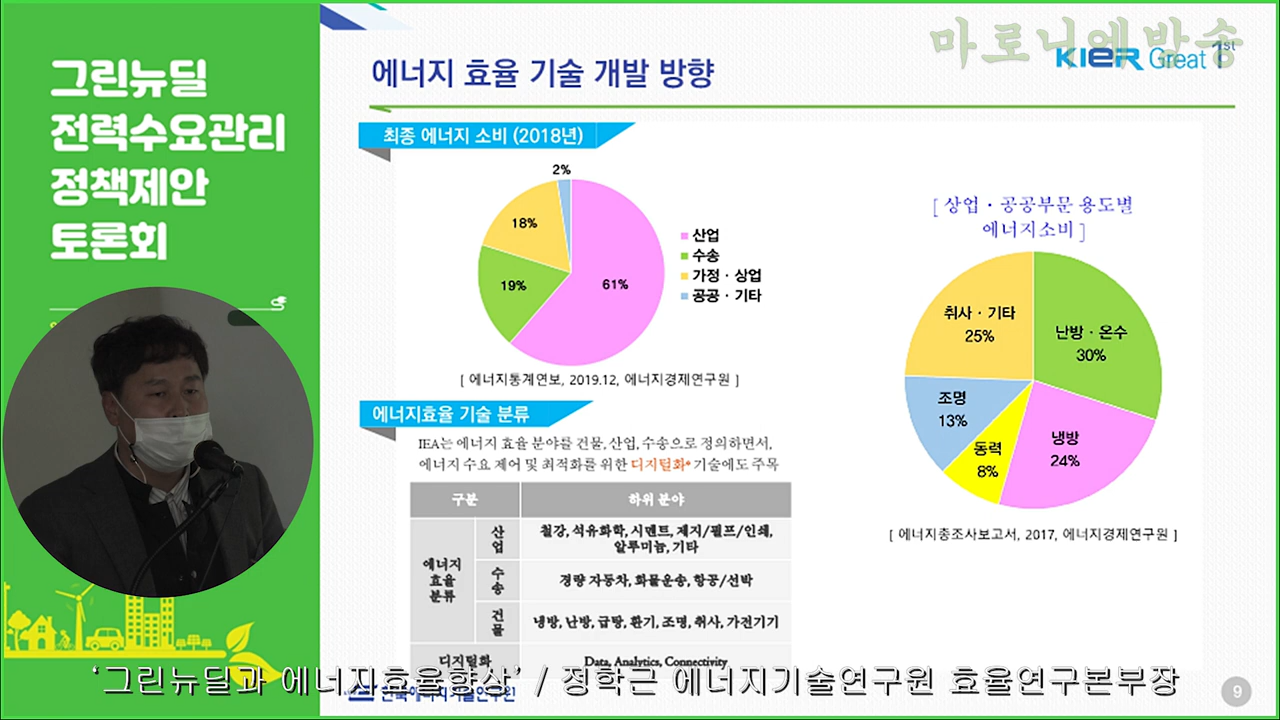 그린뉴딜
전력수요관리
정책제안
토론회
마로니에방송
KIER Great 1st
에너지 효율 기술 개발 방향
최종 에너지 소비 (2018년)
2%
18%
19%
61%
산업
수송
가정·상업
공공·기타
[ 에너지통계연보, 2019.12, 에너지경제연구원 ]
[ 상업·공공부문 용도별
에너지소비 ]
취사·기타
25%
난방·온수
30%
조명
13%
동력
8%
냉방
24%
[ 에너지총조사보고서, 2017, 에너지경제연구원 ]
에너지효율 기술 분류
IEA는 에너지 효율 분야를 건물, 산업, 수송으로 정의하면서,
에너지 수요 제어 및 최적화를 위한 디지털화* 기술에도 주목
구분 하위 분야
에너지 효율 분류
산업 철강, 석유화학, 시멘트, 제지/펄프/인쇄,
알루미늄, 기타
수송 경량 자동차, 화물운송, 항공/선박
건물 냉방, 난방, 급탕, 환기, 조명, 취사, 가전기기
디지털화 Data, Analytics, Connectivity
한국에너지기술연구원
‘그린뉴딜과 에너지효율향상’ / 정학근 에너지기술연구원 효율연구본부장
9